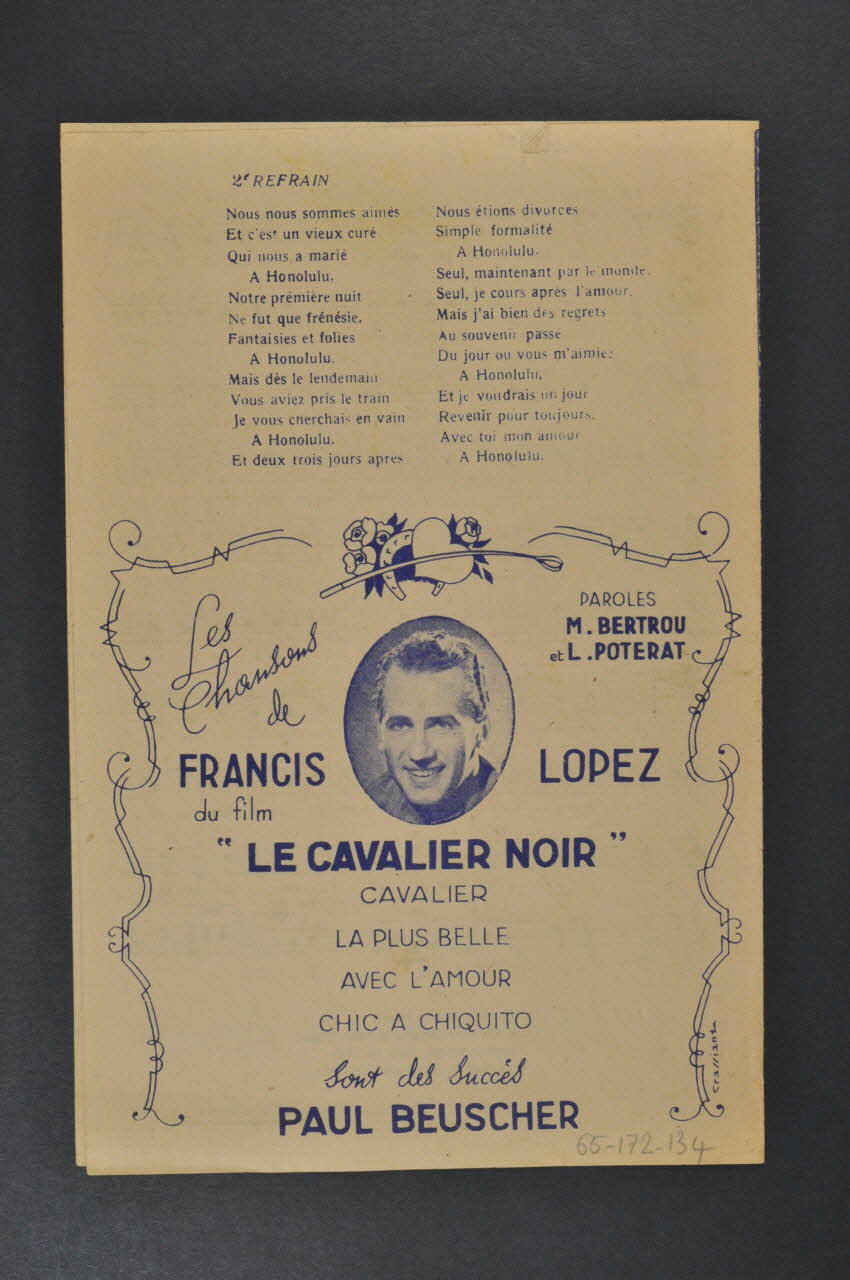 2e REFRAIN
Nous nous sommes aimés
Et c'est un vieux curé
Qui nous a marié
A Honolulu.
Notre prémière nuit
Ne fut que frénésie,
Fantaisies et folies
A Honolulu.
Mais dès le lendemain
Vous aviez pris le train
Je vous cherchais en vain
A Honolulu.
Et deux trois jours apres
Nous étions divorces
Simple formalité
A Honolulu.
Seul, maintenant par le monde.
Seul, je cours après l'amour.
Mais j'ai bien des regrets
Au souvenir passe
Du jour ou vous m'aimiez
A Honolulu,
Et je voudrais un jour
Revenir pour toujours.
Avec toi mon amour
A Honolulu.
Les Chansons de
PAROLES
M. BERTROU
et L. POTERAT
FRANCIS LOPEZ
du film
" LE CAVALIER NOIR "
CAVALIER
LA PLUS BELLE
AVEC L'AMOUR
CHIC A CHIQUITO
Sont des Succès
PAUL BEUSCHER
65-172-134